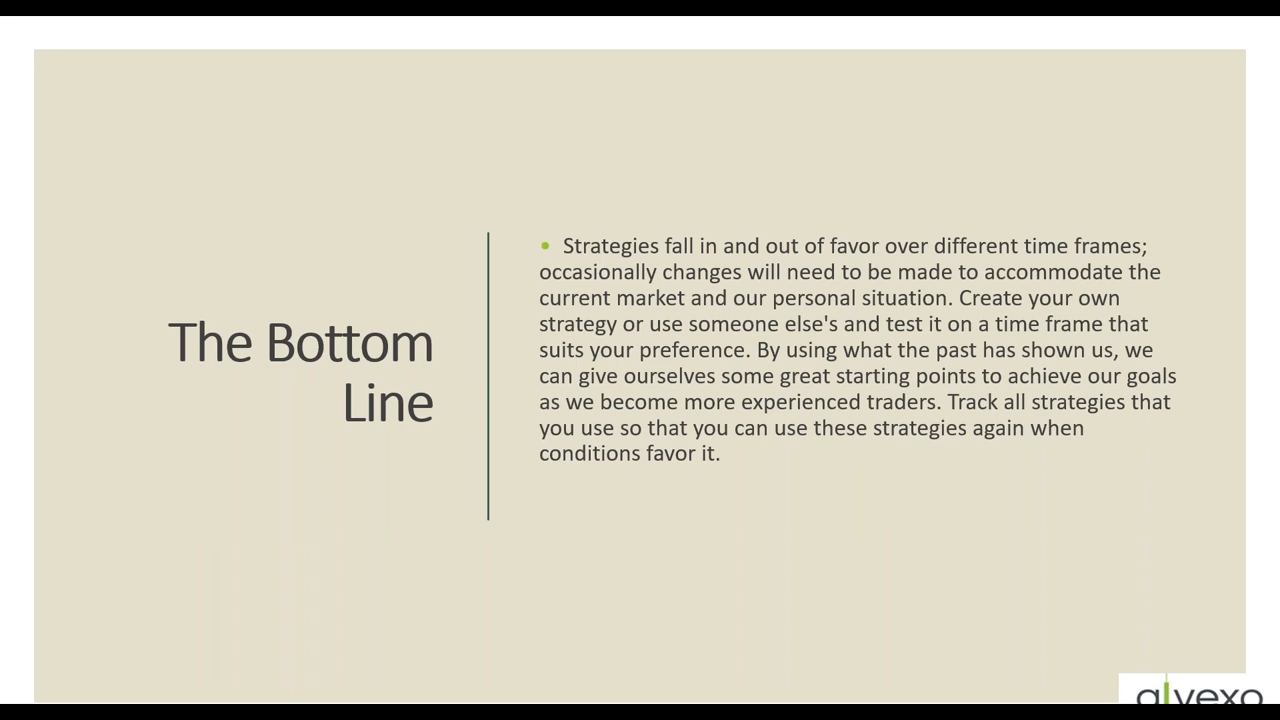 The Bottom
Line
• Strategies fall in and out of favor over different time frames;
occasionally changes will need to be made to accommodate the
current market and our personal situation. Create your own
strategy or use someone else's and test it on a time frame that
suits your preference. By using what the past has shown us, we
can give ourselves some great starting points to achieve our goals
as we become more experienced traders. Track all strategies that
you use so that you can use these strategies again when
conditions favor it.
alvexo